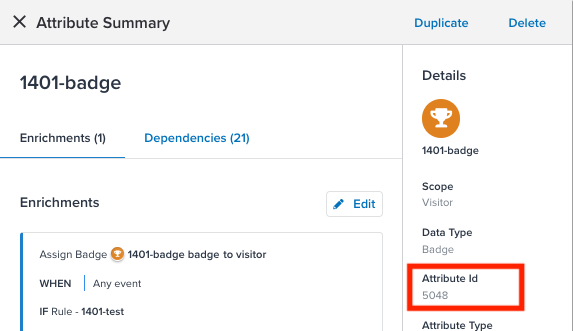 Attribute Summary
Duplicate
Delete
1401-badge
Enrichments (1)
Dependencies (21)
Enrichments
Edit
Assign Badge 1401-badge badge to visitor
WHEN Any event
IF Rule - 1401-test
Details
1401-badge
Scope
Visitor
Data Type
Badge
Attribute Id
5048
Attribute Type